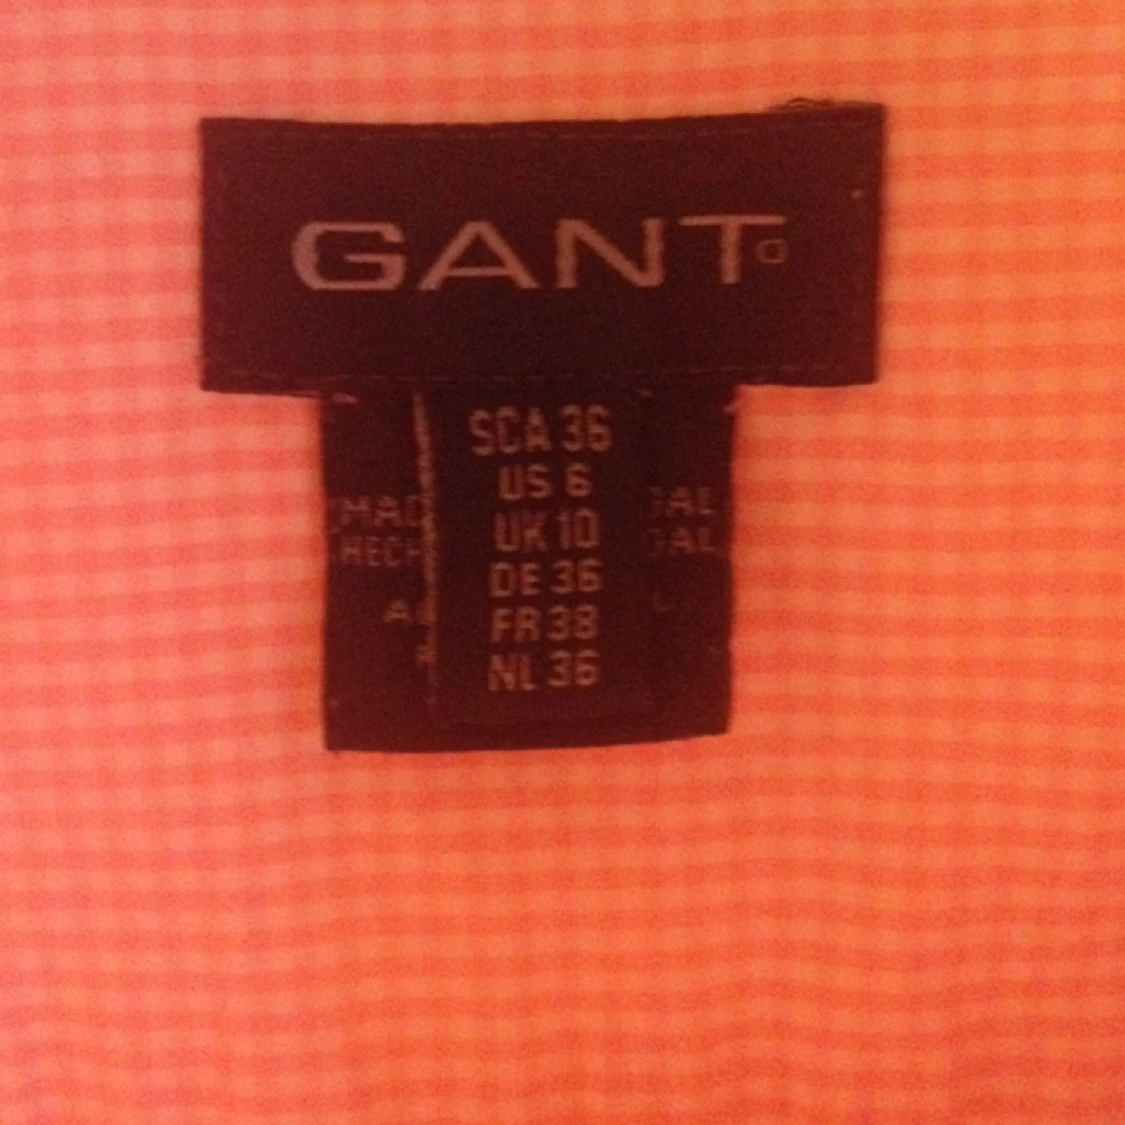 GANT
SCA 36
US 6
UK 10
DE 36
FR 38
NL 36